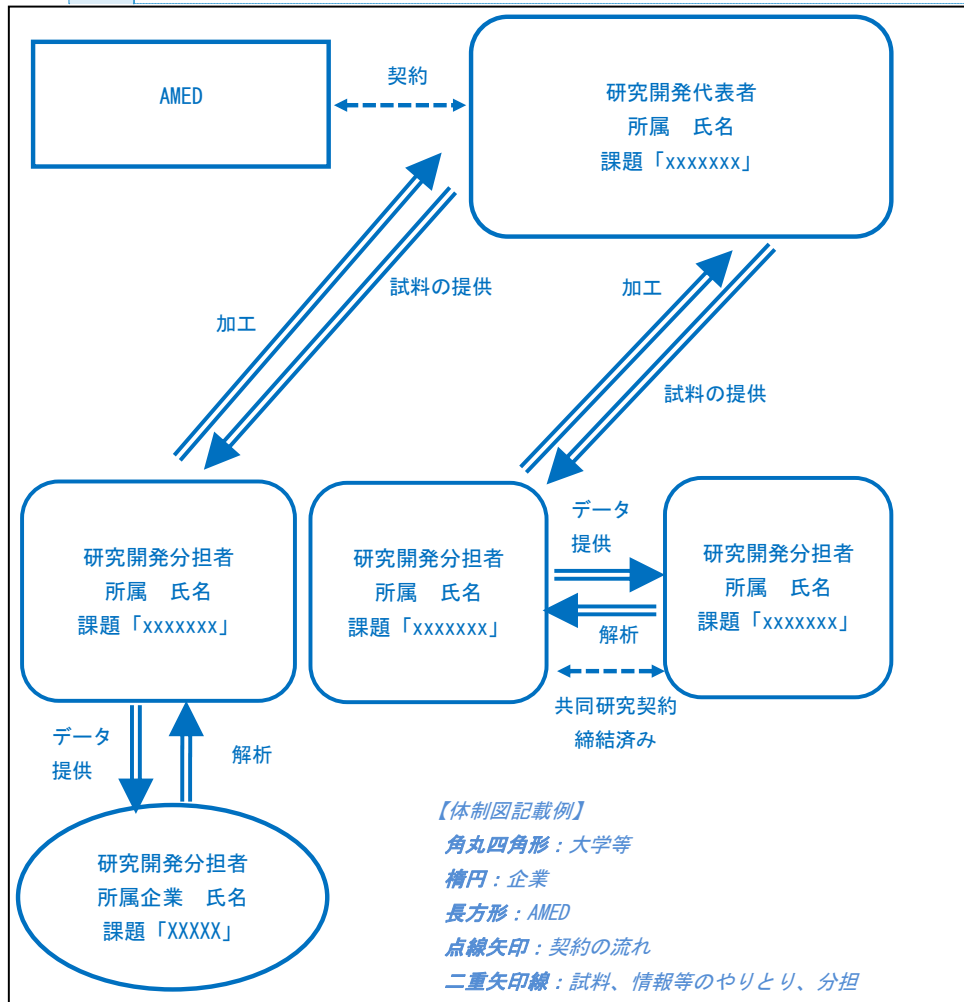 AMED
契約
研究開発代表者
所属　氏名
課題「xxxxxxx」
加工
試料の提供
加工
試料の提供
研究開発分担者
所属　氏名
課題「xxxxxxx」
研究開発分担者
所属　氏名
課題「xxxxxxx」
データ
提供
解析
共同研究契約
締結済み
研究開発分担者
所属　氏名
課題「xxxxxxx」
データ
提供
解析
研究開発分担者
所属企業　氏名
課題「XXXXX」
【体制図記載例】
角丸四角形：大学等
楕円：企業
長方形：AMED
点線矢印：契約の流れ
二重矢印線：試料、情報等のやりとり、分担